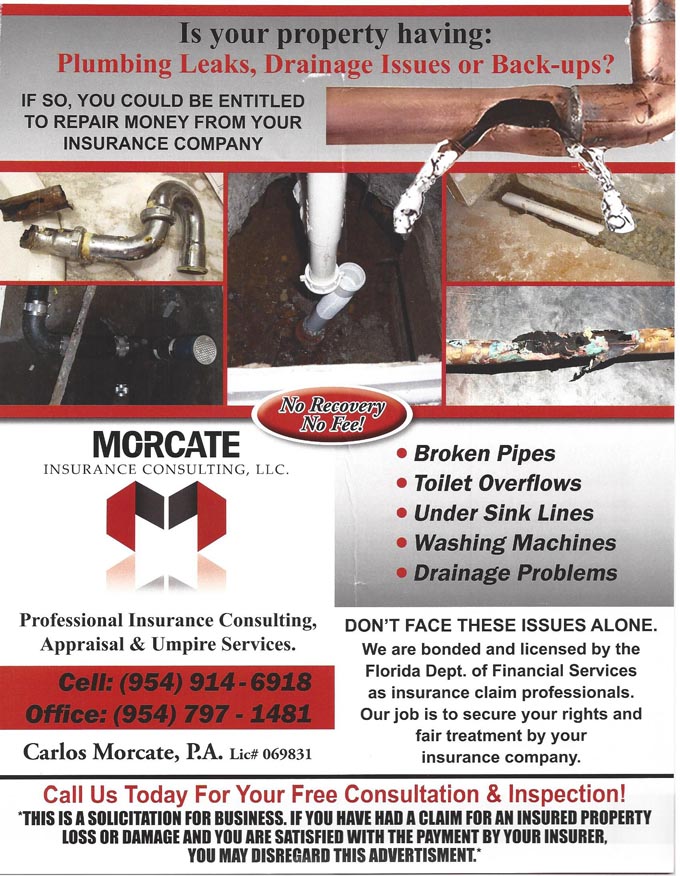 Is your property having:
Plumbing Leaks, Drainage Issues or Back-ups?
IF SO, YOU COULD BE ENTITLED
TO REPAIR MONEY FROM YOUR
INSURANCE COMPANY
No Recovery
No Fee!
MORCATE
INSURANCE CONSULTING, LLC.
• Broken Pipes
• Toilet Overflows
• Under Sink Lines
• Washing Machines
• Drainage Problems
Professional Insurance Consulting,
Appraisal & Umpire Services.
Cell: (954) 914-6918
Office: (954) 797 - 1481
Carlos Morcate, P.A. Lic# 069831
DON'T FACE THESE ISSUES ALONE.
We are bonded and licensed by the
Florida Dept. of Financial Services
as insurance claim professionals.
Our job is to secure your rights and
fair treatment by your
insurance company.
Call Us Today For Your Free Consultation & Inspection!
*THIS IS A SOLICITATION FOR BUSINESS. IF YOU HAVE HAD A CLAIM FOR AN INSURED PROPERTY
LOSS OR DAMAGE AND YOU ARE SATISFIED WITH THE PAYMENT BY YOUR INSURER,
YOU MAY DISREGARD THIS ADVERTISMENT.*